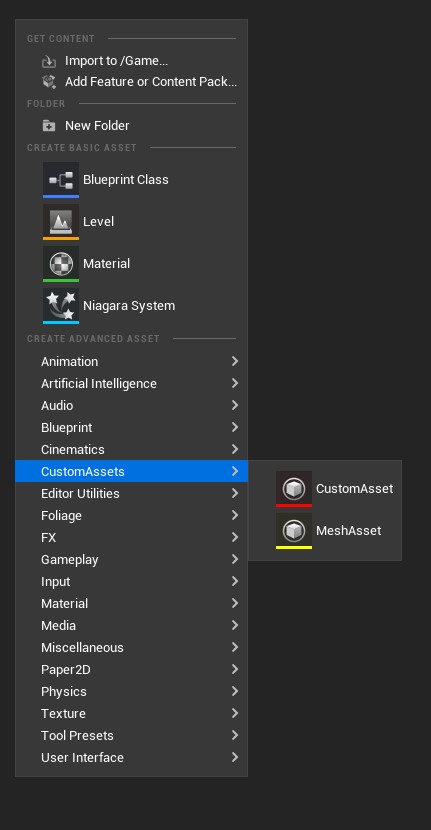 GET CONTENT
Import to /Game...
Add Feature or Content Pack...
FOLDER
New Folder
CREATE BASIC ASSET
Blueprint Class
Level
Material
Niagara System
CREATE ADVANCED ASSET
Animation
Artificial Intelligence
Audio
Blueprint
Cinematics
CustomAssets
CustomAsset
MeshAsset
Editor Utilities
Foliage
FX
Gameplay
Input
Material
Media
Miscellaneous
Paper2D
Physics
Texture
Tool Presets
User Interface